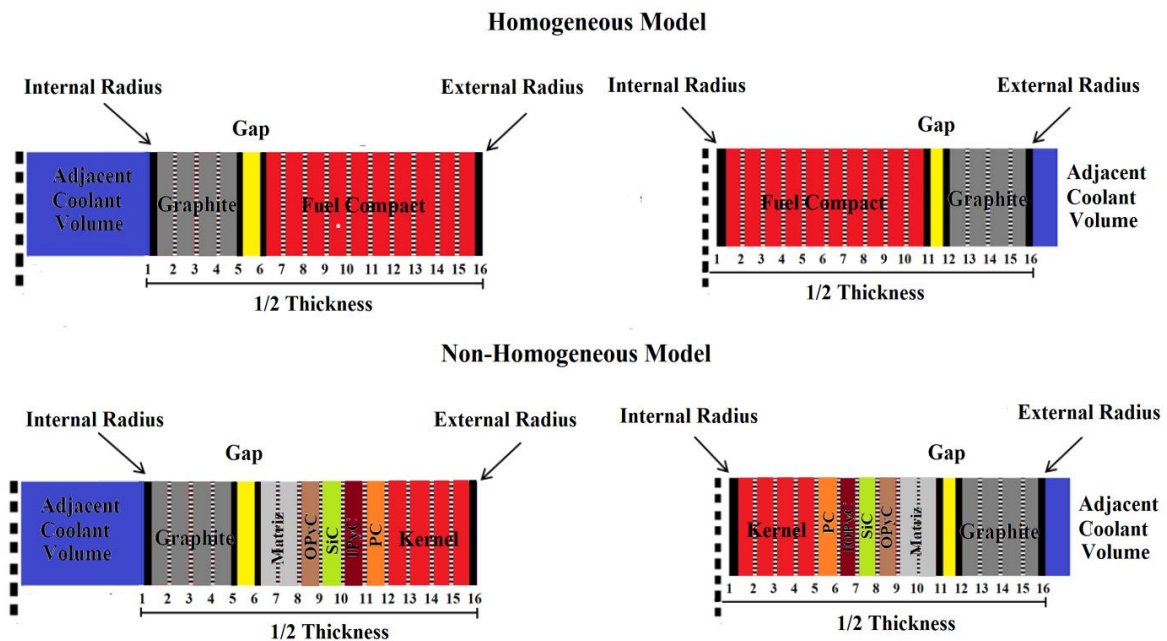 Homogeneous Model
Internal Radius
External Radius
Gap
Adjacent
Coolant
Volume
Graphite
Fuel Compact
1 2 3 4 5 6 7 8 9 10 11 12 13 14 15 16
1/2 Thickness
Internal Radius
External Radius
Gap
Fuel Compact
Graphite
Adjacent
Coolant
Volume
1 2 3 4 5 6 7 8 9 10 11 12 13 14 15 16
1/2 Thickness
Non-Homogeneous Model
Internal Radius
External Radius
Gap
Adjacent
Coolant
Volume
Graphite
Matriz
OPyC
SiC
IPyC
PC
Kernel
1 2 3 4 5 6 7 8 9 10 11 12 13 14 15 16
1/2 Thickness
Internal Radius
External Radius
Gap
Kernel
PC
SiC
OPyC
Matriz
Graphite
Adjacent
Coolant
Volume
1 2 3 4 5 6 7 8 9 10 11 12 13 14 15 16
1/2 Thickness